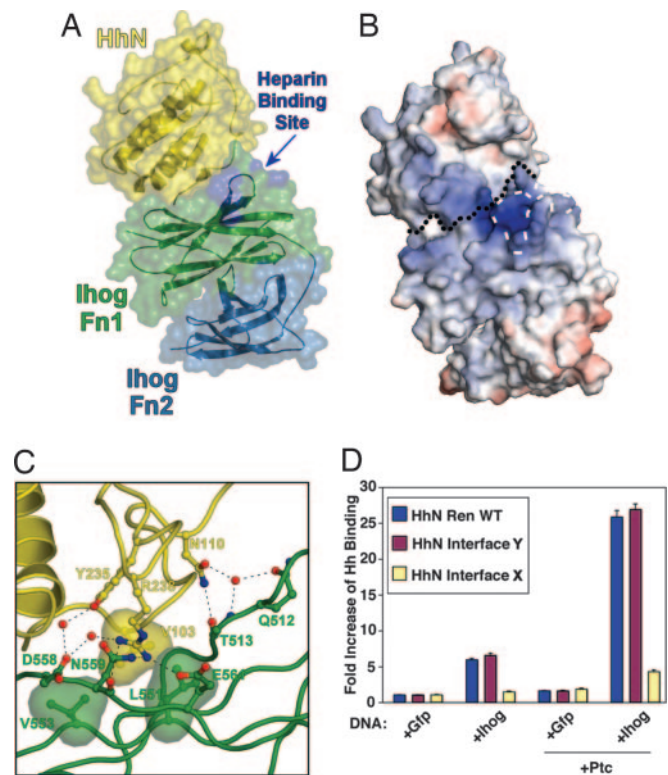 A
HhN
Heparin
Binding
Site
Ihog
Fn1
Ihog
Fn2
B
C
N110
Y235
R238
Q512
T513
D558
N559
E561
L551
V553
D
Fold Increase of Hh Binding
30
25
20
15
10
5
0
HhN Ren WT
HhN Interface Y
HhN Interface X
DNA:
+Gfp
+Ihog
+Gfp
+Ihog
+Ptc